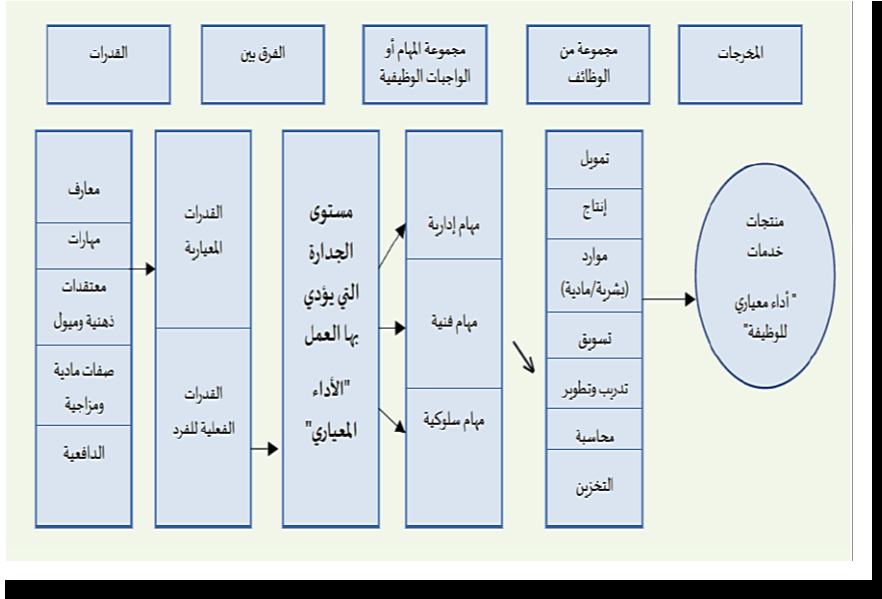 القدرات
الفرق بين
مجموعة المهام أو
الواجبات الوظيفية
مجموعة من
الوظائف
المخرجات
معارف
مهارات
معتقدات
ذهنية وميول
صفات مادية
ومزاجية
الدافعية
القدرات
المعيارية
القدرات
الفعلية للفرد
مستوى
الجدارة
التي يؤدي
بها العمل
"الأداء
المعياري"
مهام إدارية
مهام فنية
مهام سلوكية
تمويل
إنتاج
موارد
(بشرية/مادية)
تسويق
تدريب وتطوير
محاسبة
التخزين
منتجات
خدمات
" أداء معياري
للوظيفة"